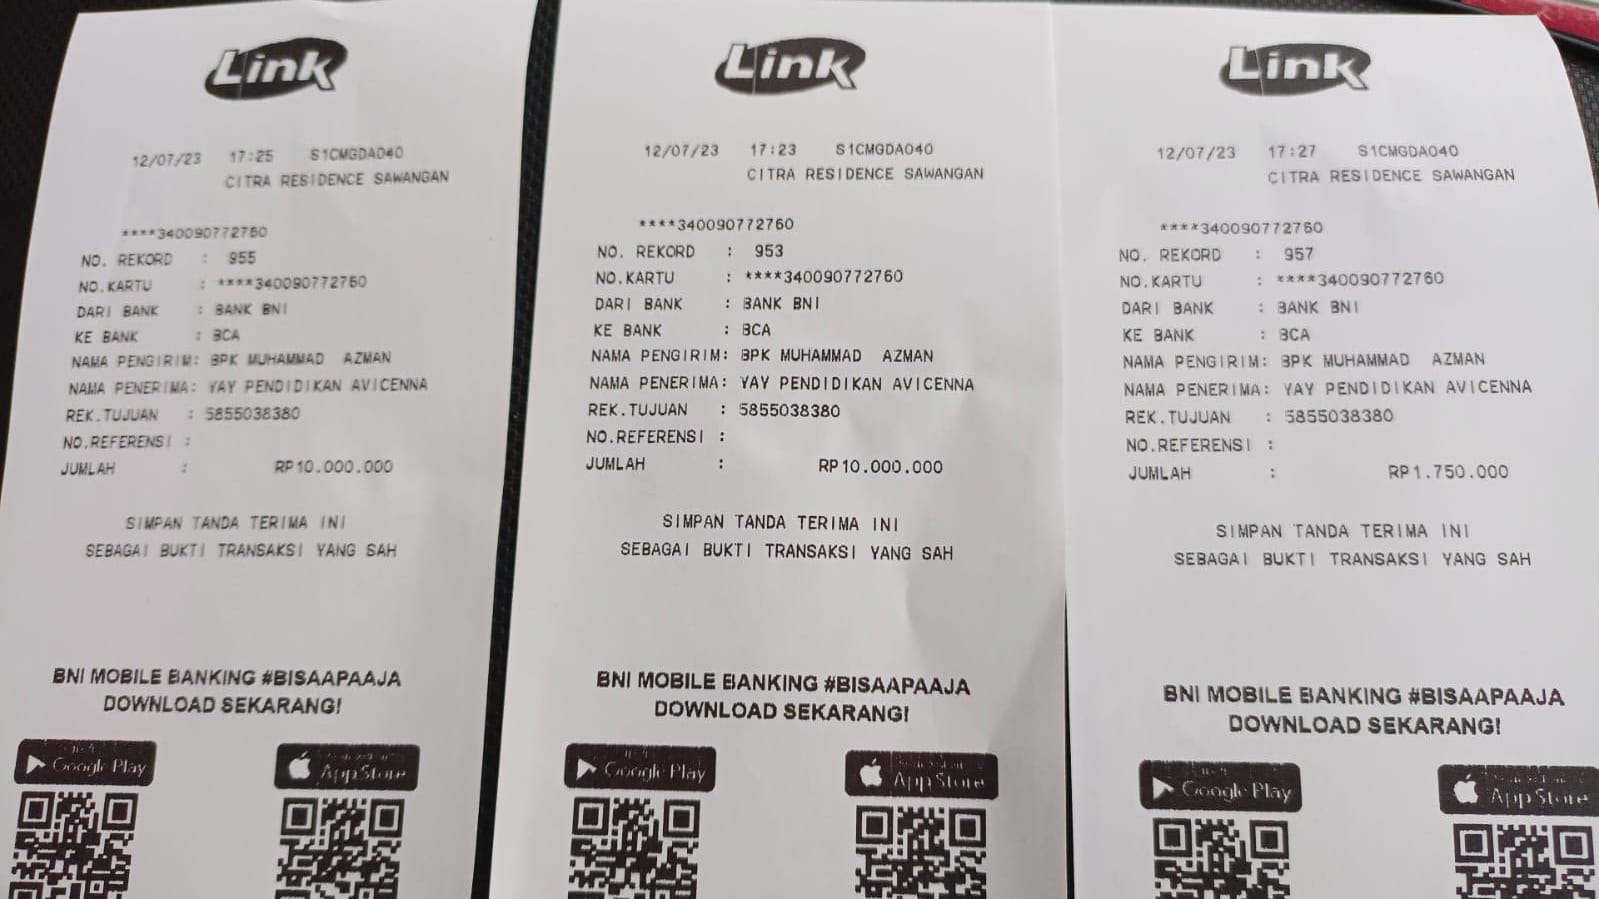 Link
12/07/23 17:25 S1CMGDA040
CITRA RESIDENCE SAWANGAN
****340090772760
NO. REKORD : 955
NO.KARTU : ****340090772760
DARI BANK : BANK BNI
KE BANK : BCA
NAMA PENGIRIM: BPK MUHAMMAD AZMAN
NAMA PENERIMA: YAY PENDIDIKAN AVICENNA
REK.TUJUAN : 5855038380
NO.REFERENSI :
JUMLAH : RP10.000.000
SIMPAN TANDA TERIMA INI
SEBAGAI BUKTI TRANSAKSI YANG SAH
BNI MOBILE BANKING #BISAAPAAJA
DOWNLOAD SEKARANG!
Google Play
App Store
Link
12/07/23 17:23 S1CMGDA040
CITRA RESIDENCE SAWANGAN
****340090772760
NO. REKORD : 953
NO.KARTU : ****340090772760
DARI BANK : BANK BNI
KE BANK : BCA
NAMA PENGIRIM: BPK MUHAMMAD AZMAN
NAMA PENERIMA: YAY PENDIDIKAN AVICENNA
REK.TUJUAN : 5855038380
NO.REFERENSI :
JUMLAH : RP10.000.000
SIMPAN TANDA TERIMA INI
SEBAGAI BUKTI TRANSAKSI YANG SAH
BNI MOBILE BANKING #BISAAPAAJA
DOWNLOAD SEKARANG!
Google Play
App Store
Link
12/07/23 17:27 S1CMGDA040
CITRA RESIDENCE SAWANGAN
****340090772760
NO. REKORD : 957
NO.KARTU : ****340090772760
DARI BANK : BANK BNI
KE BANK : BCA
NAMA PENGIRIM: BPK MUHAMMAD AZMAN
NAMA PENERIMA: YAY PENDIDIKAN AVICENNA
REK.TUJUAN : 5855038380
NO.REFERENSI :
JUMLAH : RP1.750.000
SIMPAN TANDA TERIMA INI
SEBAGAI BUKTI TRANSAKSI YANG SAH
BNI MOBILE BANKING #BISAAPAAJA
DOWNLOAD SEKARANG!
Google Play
App Store